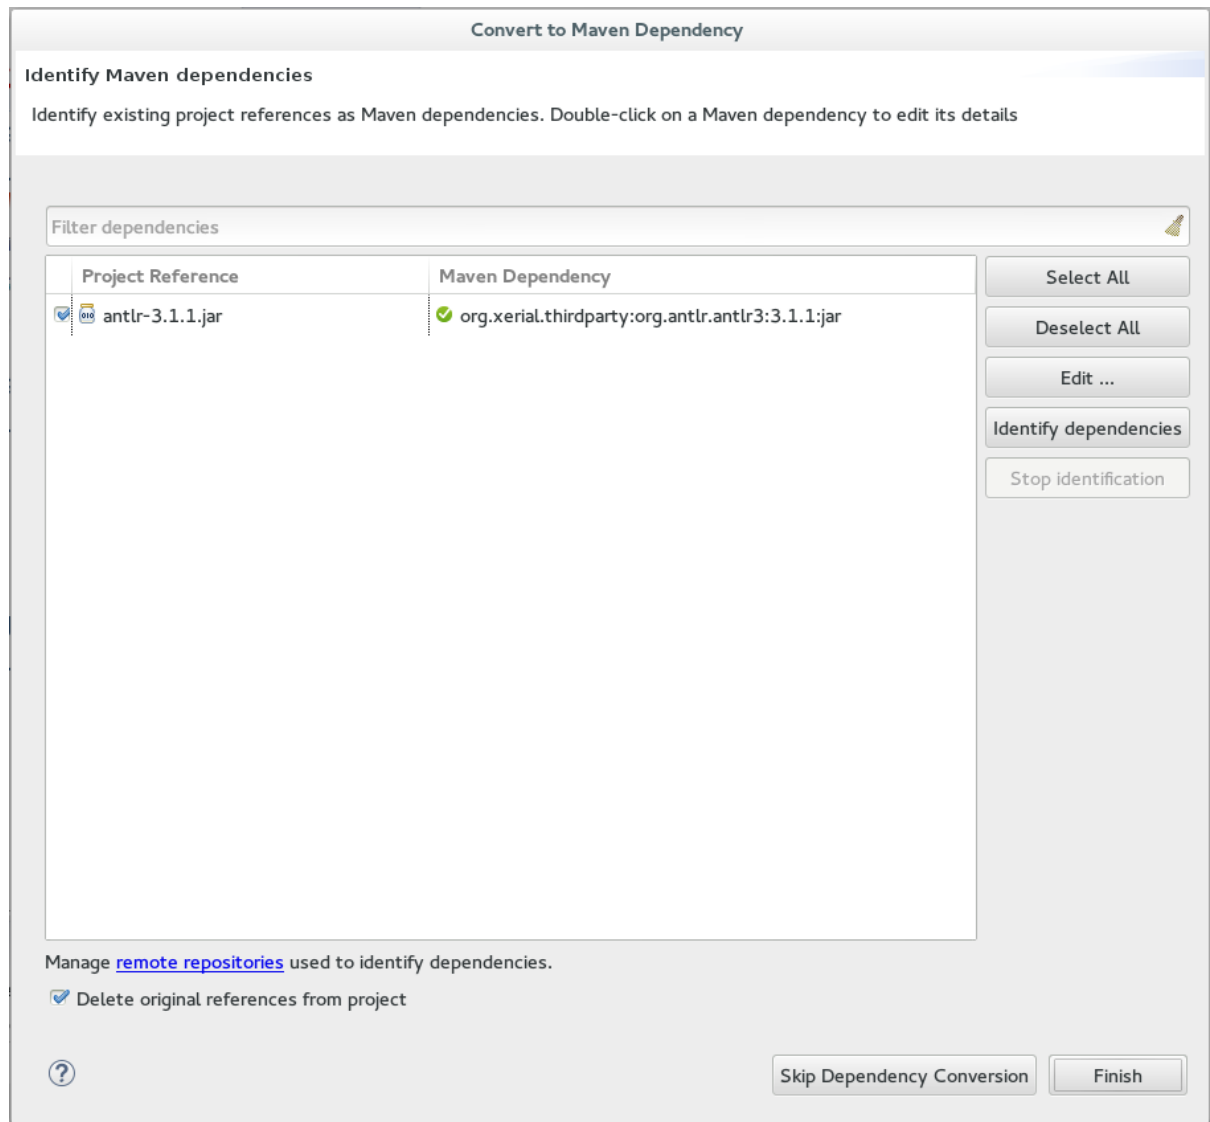 Convert to Maven Dependency
Identify Maven dependencies
Identify existing project references as Maven dependencies. Double-click on a Maven dependency to edit its details
Filter dependencies
Project Reference Maven Dependency
antlr-3.1.1.jar org.xerial.thirdparty:org.antlr.antlr3:3.1.1:jar
Select All
Deselect All
Edit ...
Identify dependencies
Stop identification
Manage remote repositories used to identify dependencies.
Delete original references from project
Skip Dependency Conversion Finish